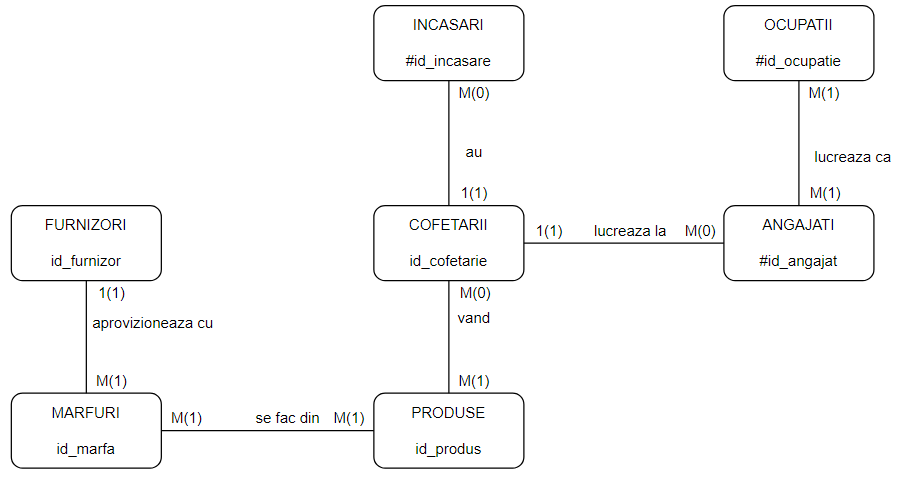 INCASARI
#id_incasare
OCUPATII
#id_ocupatie
M(0)
M(1)
au
lucreaza ca
1(1)
M(1)
FURNIZORI
id_furnizor
COFETARII
id_cofetarie
1(1)
lucreaza la
M(0)
ANGAJATI
#id_angajat
1(1)
M(0)
aprovizioneaza cu
vand
M(1)
M(1)
MARFURI
id_marfa
M(1)
se fac din
M(1)
PRODUSE
id_produs